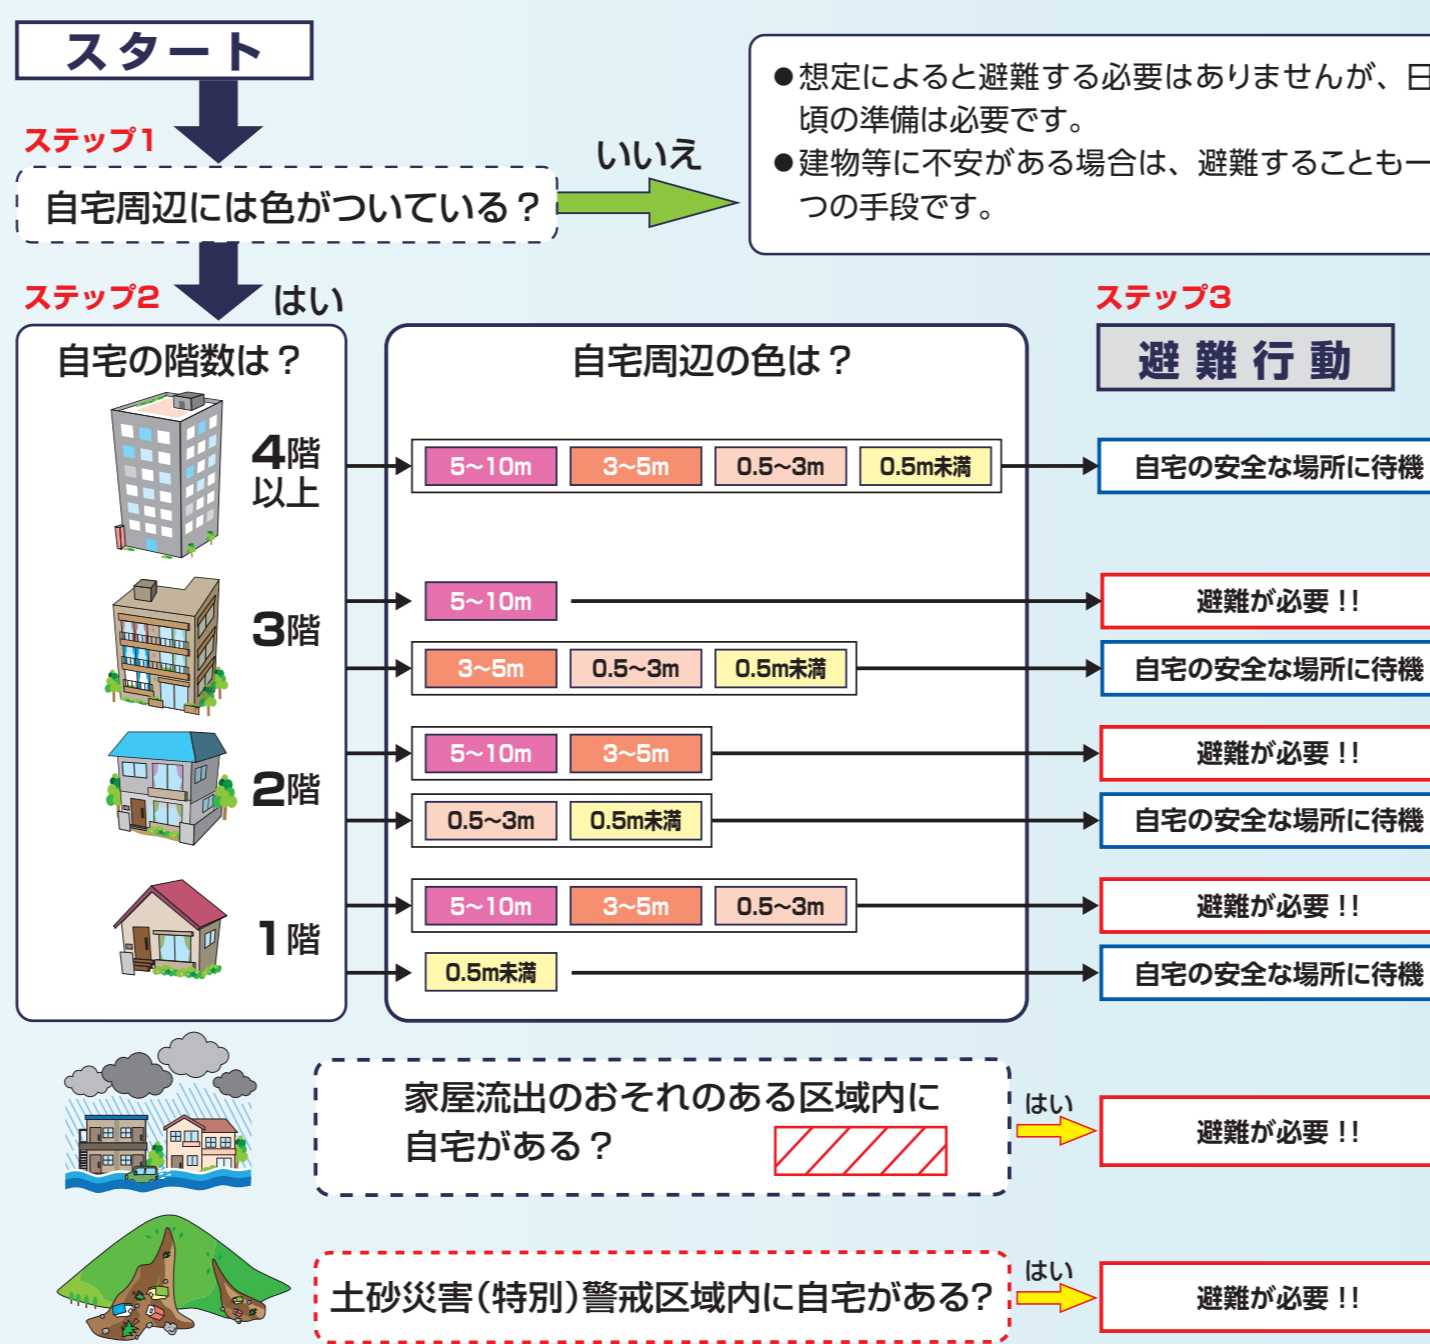 スタート
ステップ1
自宅周辺には色がついている？
いいえ
●想定によると避難する必要はありませんが、日
頃の準備は必要です。
●建物等に不安がある場合は、避難することも一
つの手段です。
ステップ2
はい
自宅の階数は？
自宅周辺の色は？
ステップ3
避難行動
4階
以上
5～10m 3～5m 0.5～3m 0.5m未満
自宅の安全な場所に待機
3階
5～10m
避難が必要!!
3～5m 0.5～3m 0.5m未満
自宅の安全な場所に待機
2階
5～10m 3～5m
避難が必要!!
0.5～3m 0.5m未満
自宅の安全な場所に待機
1階
5～10m 3～5m 0.5～3m
避難が必要!!
0.5m未満
自宅の安全な場所に待機
家屋流出のおそれのある区域内に
自宅がある？
はい
避難が必要!!
土砂災害（特別）警戒区域内に自宅がある？
はい
避難が必要!!